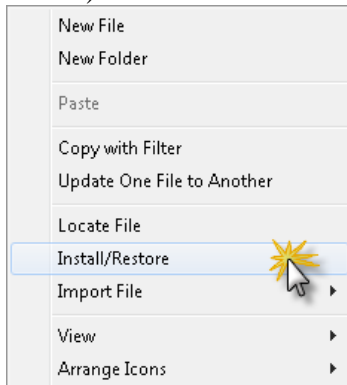 New File
New Folder
Paste
Copy with Filter
Update One File to Another
Locate File
Install/Restore
Import File
View
Arrange Icons